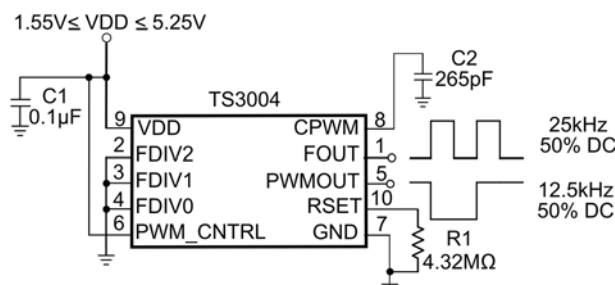 1.55V≤ VDD ≤ 5.25V
C1
0.1µF
TS3004
C2
265pF
9 VDD
2 FDIV2
3 FDIV1
4 FDIV0
6 PWM_CNTRL
CPWM 8
FOUT 1
PWMOUT 5
RSET 10
GND 7
25kHz
50% DC
12.5kHz
50% DC
R1
4.32MΩ